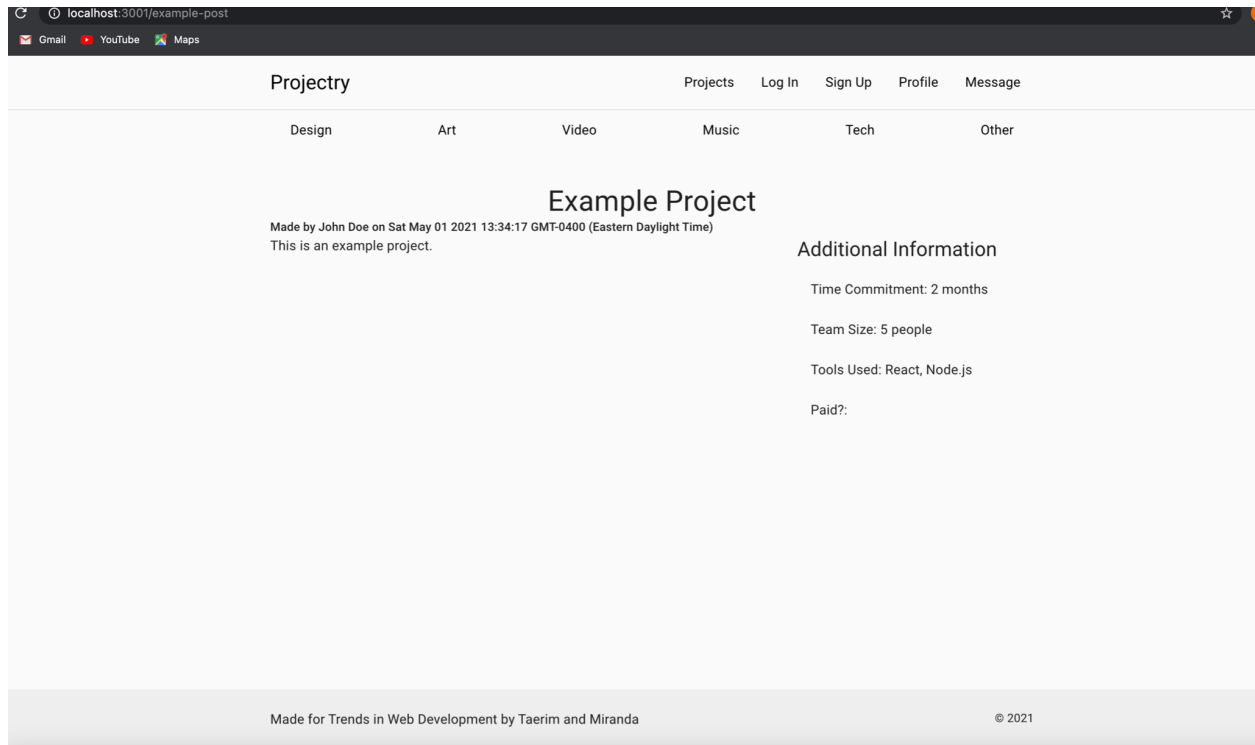 localhost:3001/example-post
Gmail YouTube Maps
Projectry Projects Log In Sign Up Profile Message
Design Art Video Music Tech Other
Example Project
Made by John Doe on Sat May 01 2021 13:34:17 GMT-0400 (Eastern Daylight Time)
This is an example project.
Additional Information
Time Commitment: 2 months
Team Size: 5 people
Tools Used: React, Node.js
Paid?:
Made for Trends in Web Development by Taerim and Miranda © 2021